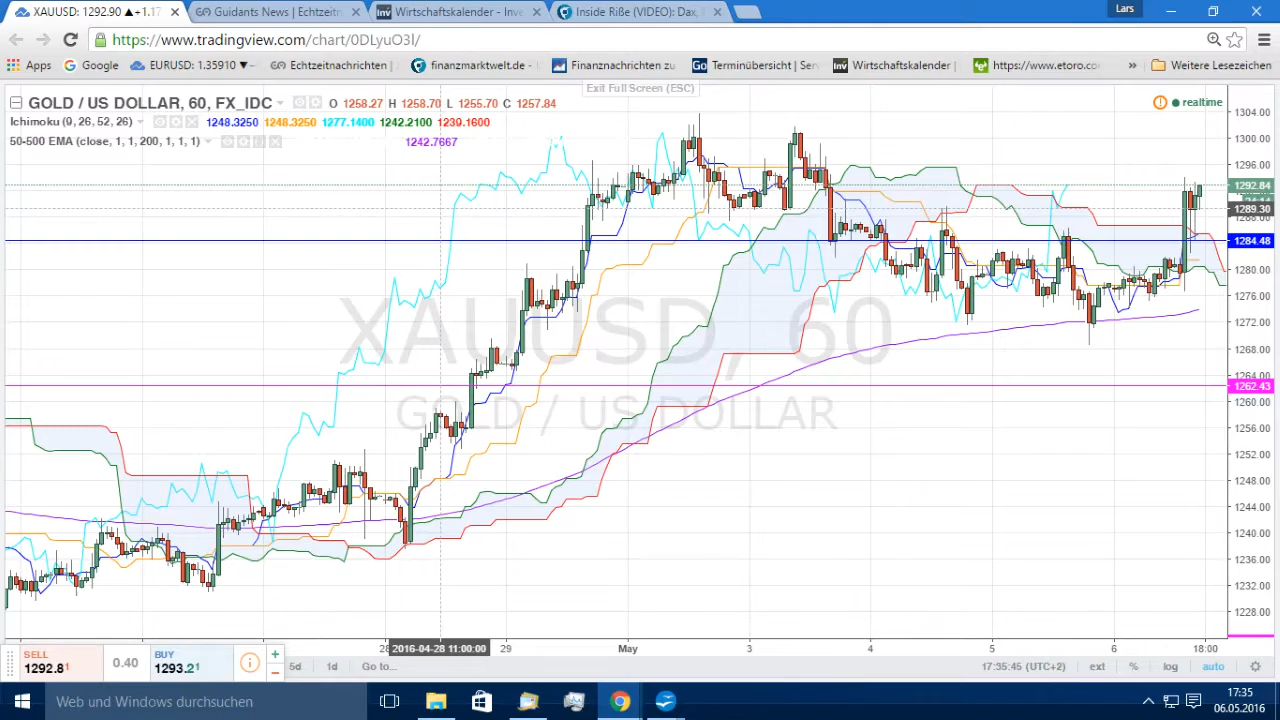 XAUUSD: 1292.90 ▲+1.17
Guidants News | Echtzeitn
Wirtschaftskalender - Inve
Inside Riße (VIDEO): Dax,
Lars
https://www.tradingview.com/chart/0DLyuO3l/
Apps
Google
EURUSD: 1.35910 ▼
Echtzeitnachrichten |
finanzmarktwelt.de -
Finanznachrichten zu
Terminübersicht | Ser
Wirtschaftskalender |
https://www.etoro.co
»
Weitere Lesezeichen
Exit Full Screen (ESC)
GOLD / US DOLLAR, 60, FX_IDC
O 1258.27 H 1258.70 L 1255.70 C 1257.84
realtime
Ichimoku (9, 26, 52, 26)
1248.3250 1248.3250 1277.1400 1242.2100 1239.1600
50-500 EMA (close, 1, 1, 200, 1, 1, 1)
1242.7667
1304.00
1300.00
1296.00
1292.84
1289.30
1288.00
1284.48
1280.00
1276.00
1272.00
1268.00
1264.00
1262.43
1260.00
1256.00
1252.00
1248.00
1244.00
1240.00
1236.00
1232.00
1228.00
XAUUSD, 60
GOLD / US DOLLAR
28
2016-04-28 11:00:00
29
May
3
4
5
6
18:00
SELL
1292.8¹
0.40
BUY
1293.2¹
5d
1d
Go to...
17:35:45 (UTC+2)
ext
%
log
auto
Web und Windows durchsuchen
17:35
06.05.2016